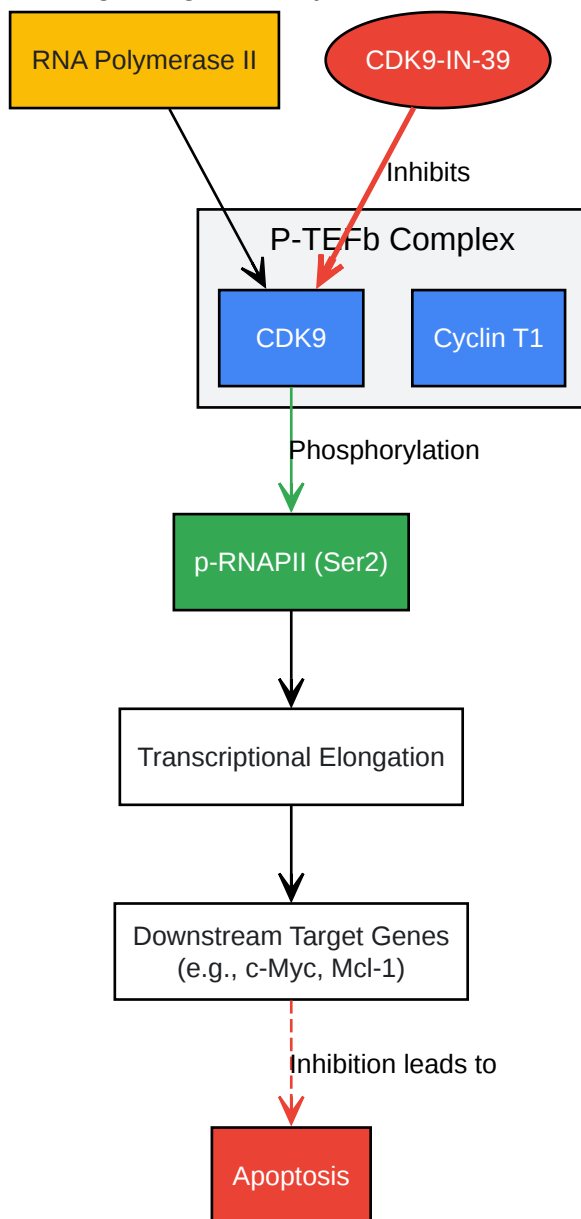 RNA Polymerase II
CDK9-IN-39
Inhibits
P-TEFb Complex
CDK9
Cyclin T1
Phosphorylation
p-RNAPII (Ser2)
Transcriptional Elongation
Downstream Target Genes
(e.g., c-Myc, Mcl-1)
Inhibition leads to
Apoptosis